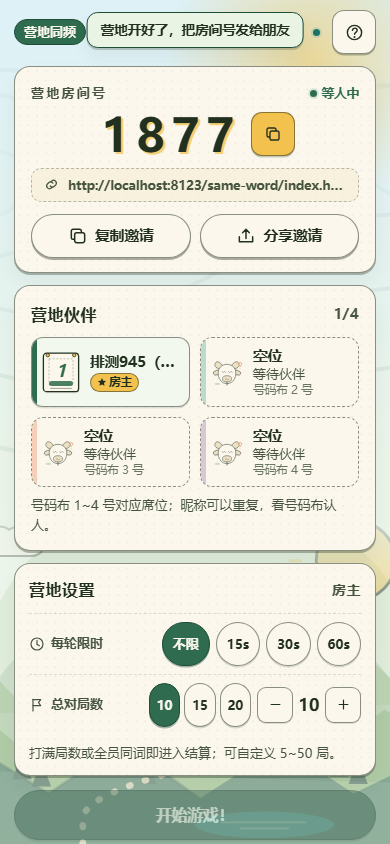 营地同频
营地开好了，把房间号发给朋友
营地房间号
等人中
1877
http://localhost:8123/same-word/index.h...
复制邀请
分享邀请
营地伙伴
1/4
1
排测945（...
房主
空位
等待伙伴
号码布 2 号
空位
等待伙伴
号码布 3 号
空位
等待伙伴
号码布 4 号
号码布 1~4 号对应席位；昵称可以重复，看号码布认
人。
营地设置
房主
每轮限时
不限
15s
30s
60s
总对局数
10
15
20
10
打满局数或全员同词即进入结算；可自定义 5~50 局。
开始游戏！